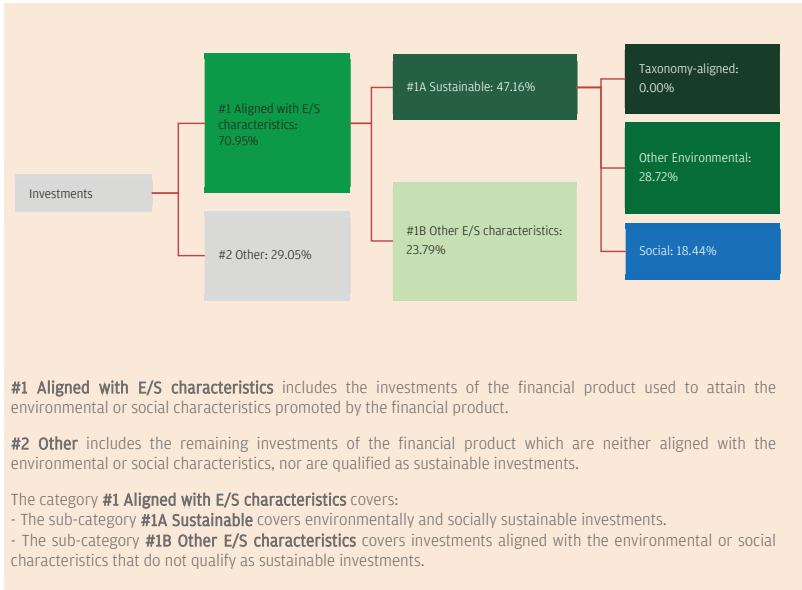 Investments
#1 Aligned with E/S
characteristics:
70.95%
#2 Other: 29.05%
#1A Sustainable: 47.16%
#1B Other E/S characteristics:
23.79%
Taxonomy-aligned:
0.00%
Other Environmental:
28.72%
Social: 18.44%
#1 Aligned with E/S characteristics includes the investments of the financial product used to attain the
environmental or social characteristics promoted by the financial product.
#2 Other includes the remaining investments of the financial product which are neither aligned with the
environmental or social characteristics, nor are qualified as sustainable investments.
The category #1 Aligned with E/S characteristics covers:
- The sub-category #1A Sustainable covers environmentally and socially sustainable investments.
- The sub-category #1B Other E/S characteristics covers investments aligned with the environmental or social
characteristics that do not qualify as sustainable investments.